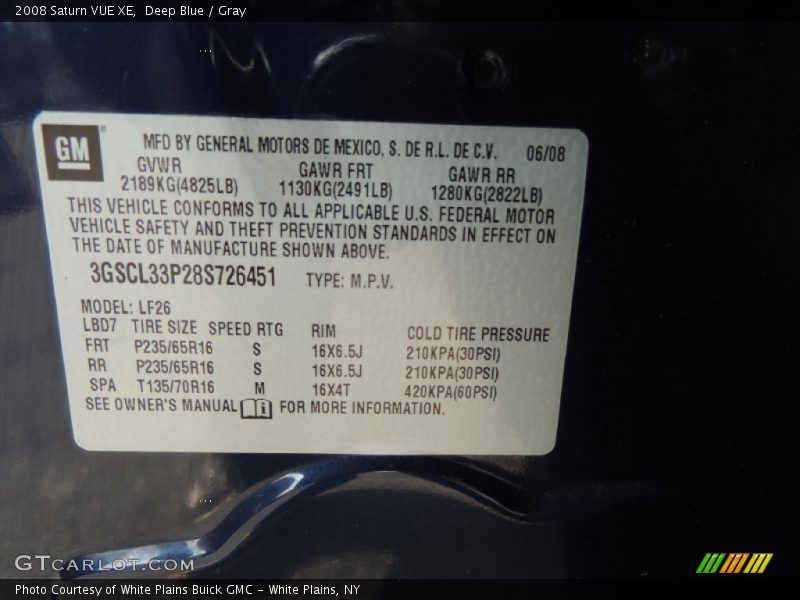 2008 Saturn VUE XE,  Deep Blue / Gray
GM
MFD BY GENERAL MOTORS DE MEXICO, S. DE R.L. DE C.V. 06/08
GVWR GAWR FRT GAWR RR
2189KG(4825LB) 1130KG(2491LB) 1280KG(2822LB)
THIS VEHICLE CONFORMS TO ALL APPLICABLE U.S. FEDERAL MOTOR
VEHICLE SAFETY AND THEFT PREVENTION STANDARDS IN EFFECT ON
THE DATE OF MANUFACTURE SHOWN ABOVE.
3GSCL33P28S726451 TYPE: M.P.V.
MODEL: LF26
LBD7 TIRE SIZE SPEED RTG RIM COLD TIRE PRESSURE
FRT P235/65R16 S 16X6.5J 210KPA(30PSI)
RR P235/65R16 S 16X6.5J 210KPA(30PSI)
SPA T135/70R16 M 16X4T 420KPA(60PSI)
SEE OWNER'S MANUAL i FOR MORE INFORMATION.
GTCARLOT.COM
Photo Courtesy of White Plains Buick GMC - White Plains, NY